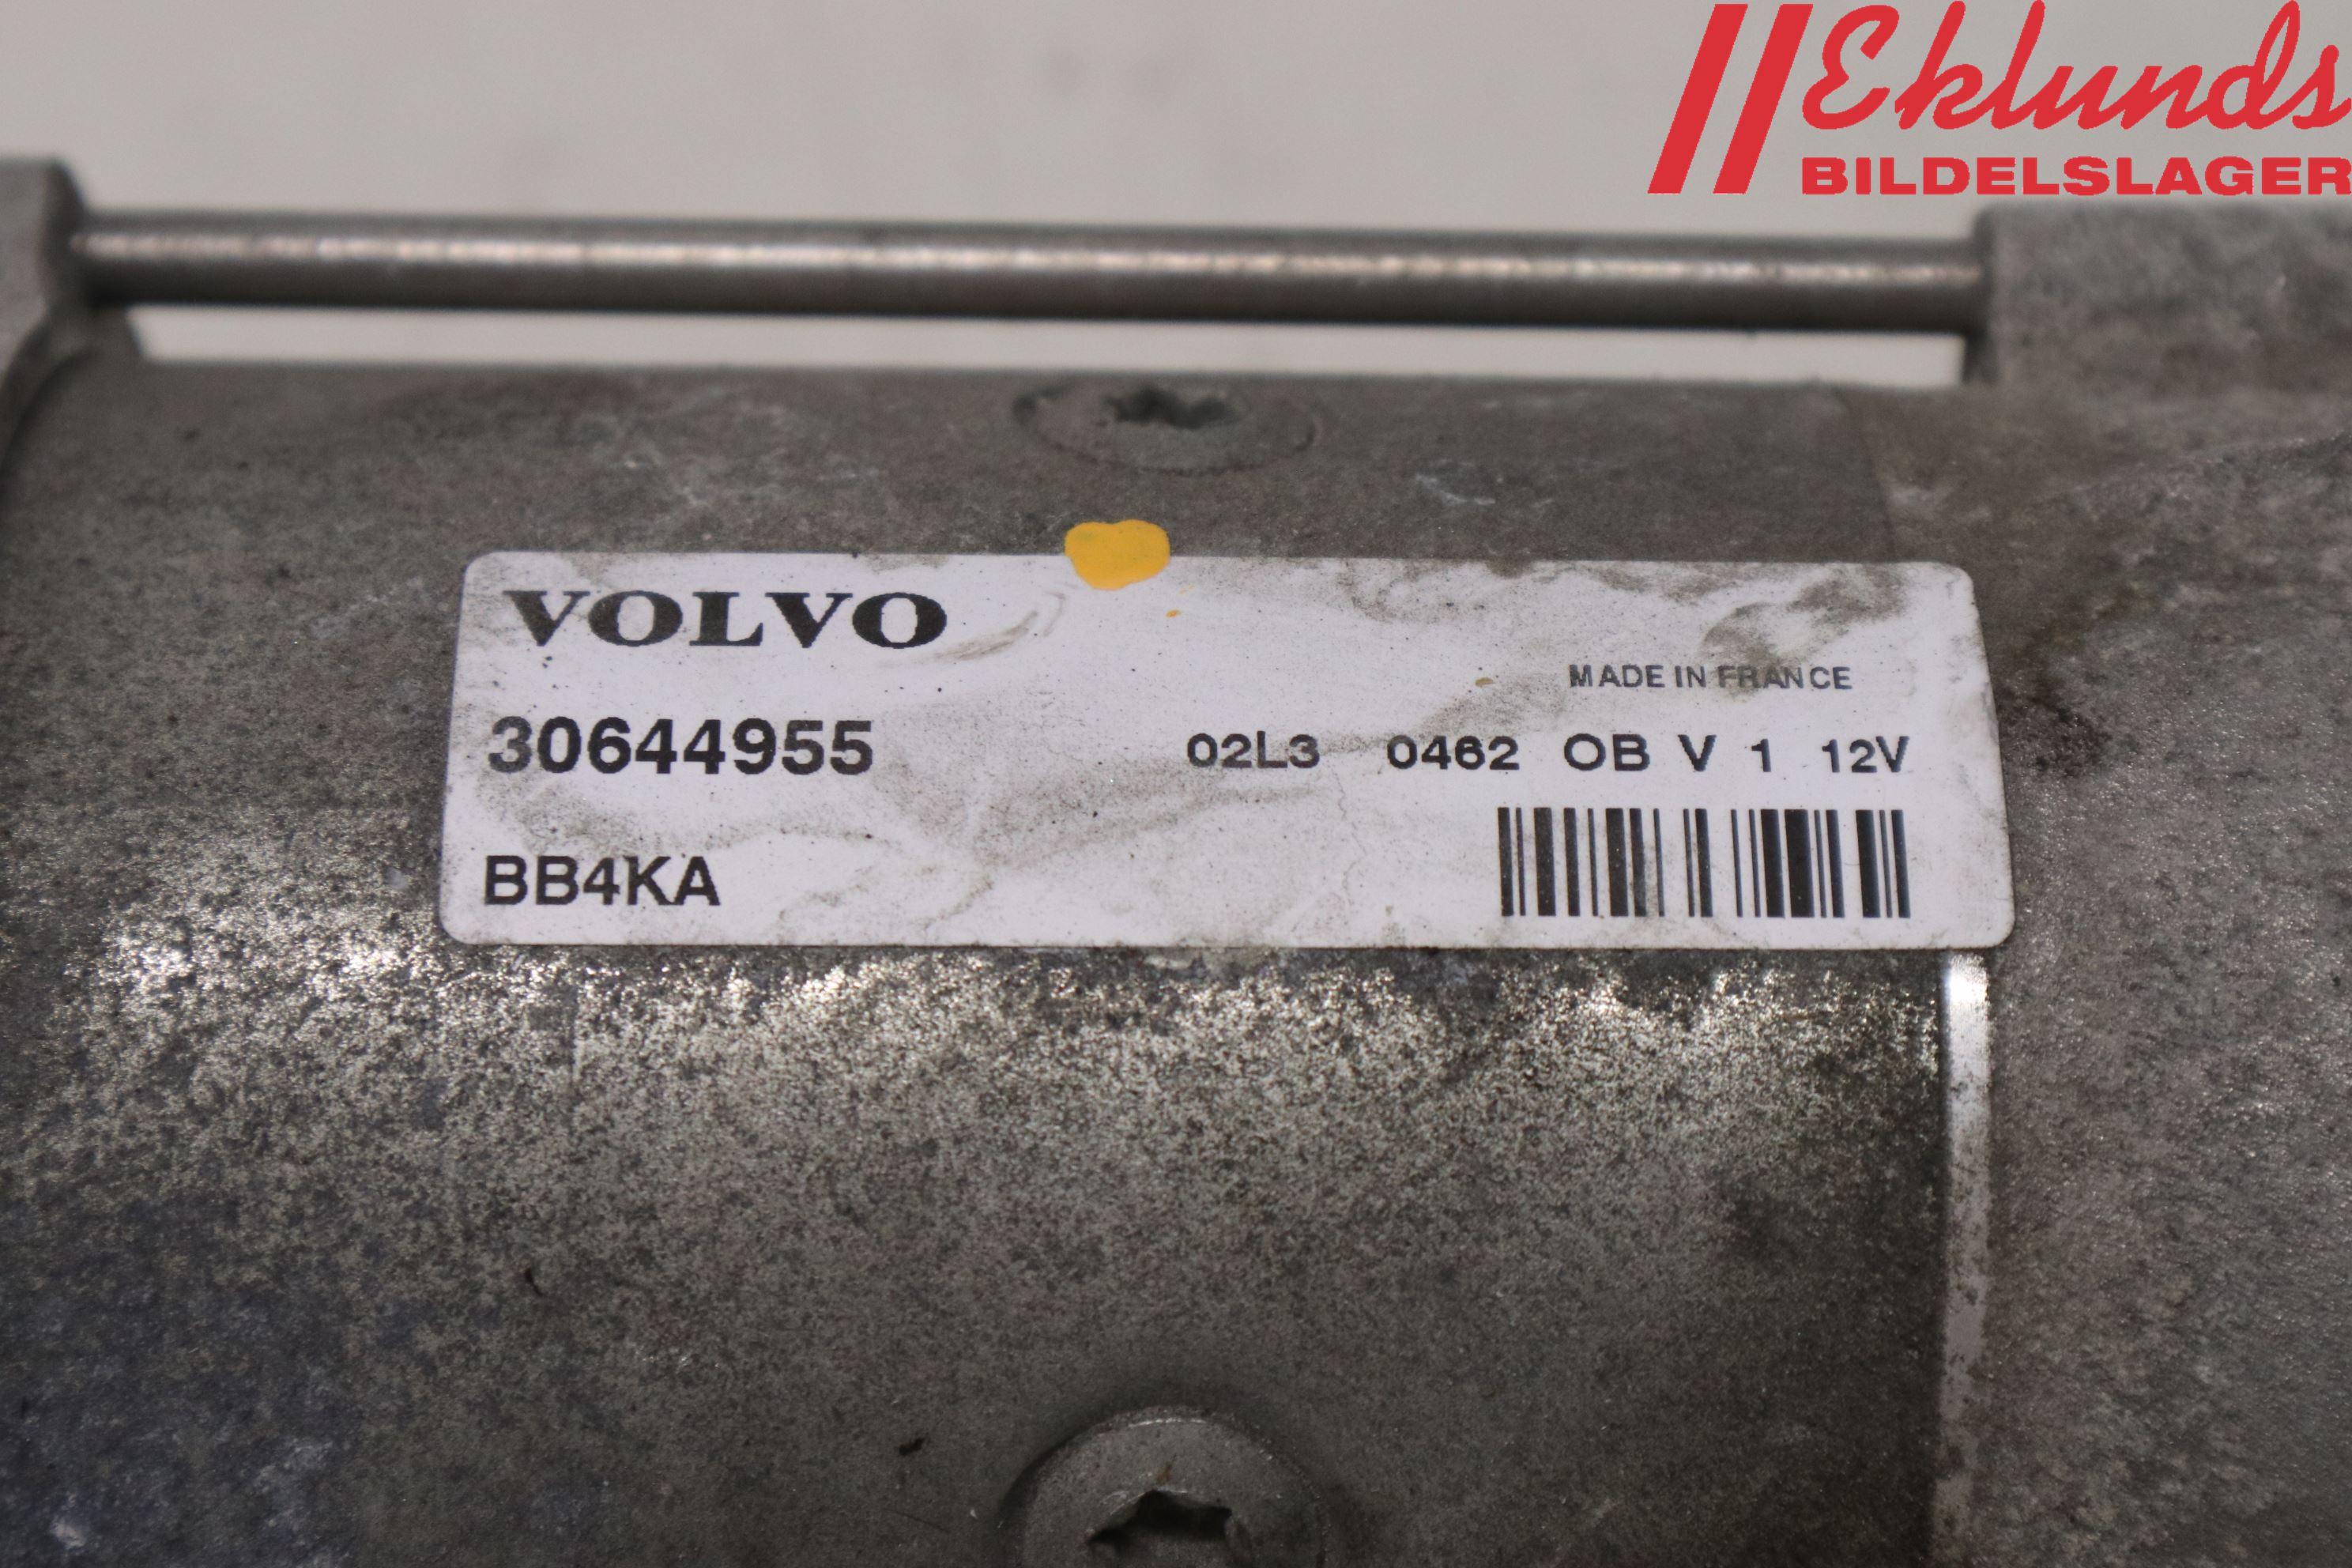 Eklunds
BILDELSLAGER
VOLVO
MADE IN FRANCE
30644955 02L3 0462 OB V 1 12V
BB4KA